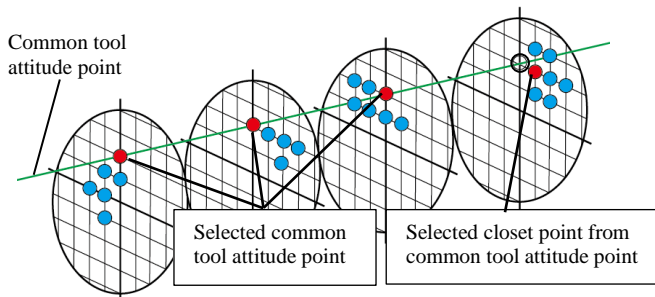 Common tool
attitude point
Selected common
tool attitude point
Selected closet point from
common tool attitude point